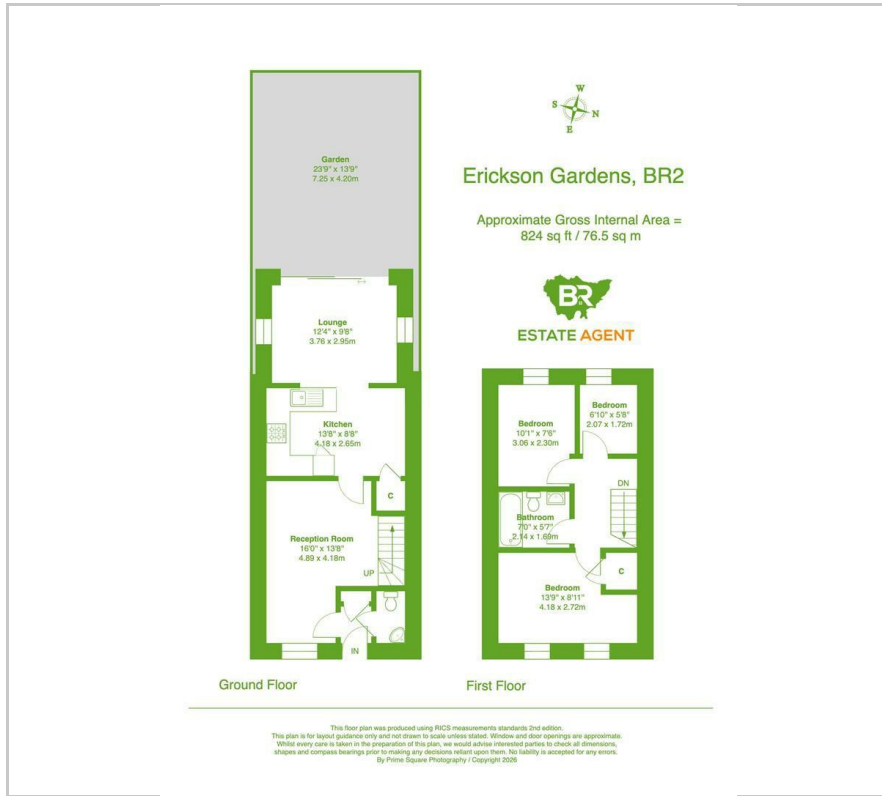 W
S
N
E
Erickson Gardens, BR2
Approximate Gross Internal Area =
824 sq ft / 76.5 sq m
BR
ESTATE AGENT
Garden
23'9" x 13'9"
7.25 x 4.20m
Lounge
12'4" x 9'8"
3.76 x 2.95m
Kitchen
13'8" x 8'8"
4.18 x 2.65m
C
Reception Room
16'0" x 13'8"
4.89 x 4.18m
UP
IN
Ground Floor
Bedroom
10'1" x 7'6"
3.06 x 2.30m
Bedroom
6'10" x 5'8"
2.07 x 1.72m
DN
Bathroom
7'0" x 5'7"
2.14 x 1.69m
C
Bedroom
13'9" x 8'11"
4.18 x 2.72m
First Floor
This floor plan was produced using RICS measurements standards 2nd edition.
This plan is for layout guidance only and not drawn to scale unless stated. Window and door openings are approximate.
Whilst every care is taken in the preparation of this plan, we would advise interested parties to check all dimensions,
shapes and compass bearings prior to making any decisions reliant upon them. No liability is accepted for any errors.
By Prime Square Photography / Copyright 2026